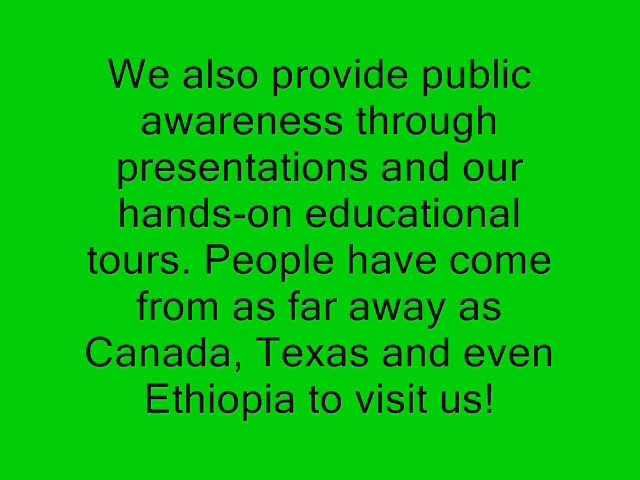 We also provide public
awareness through
presentations and our
hands-on educational
tours. People have come
from as far away as
Canada, Texas and even
Ethiopia to visit us!